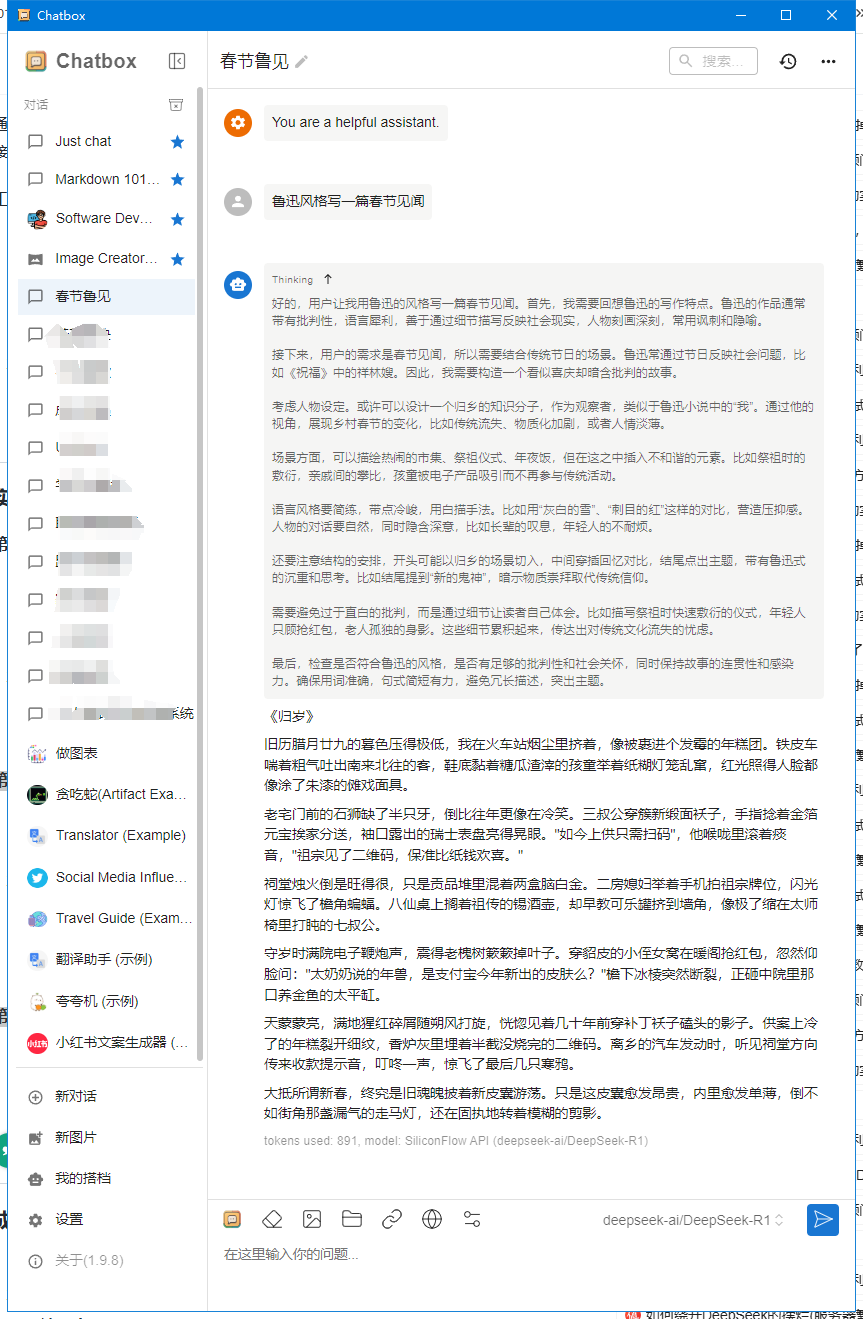 Chatbox
Chatbox
对话
Just chat
Markdown 101...
Software Dev...
Image Creator...
春节鲁见
系统
做图表
贪吃蛇(Artifact Exa...
Translator (Example)
Social Media Influe...
Travel Guide (Exam...
翻译助手 (示例)
夸夸机 (示例)
小红书文案生成器 (...
新对话
新图片
我的搭档
设置
关于(1.9.8)
春节鲁见
搜索...
You are a helpful assistant.
鲁迅风格写一篇春节见闻
Thinking
好的，用户让我用鲁迅的风格写一篇春节见闻。首先，我需要回想鲁迅的写作特点。鲁迅的作品通常
带有批判性，语言犀利，善于通过细节描写反映社会现实，人物刻画深刻，常用讽刺和隐喻。
接下来，用户的需求是春节见闻，所以需要结合传统节日的场景。鲁迅常通过节日反映社会问题，比
如《祝福》中的祥林嫂。因此，我需要构造一个看似喜庆却暗含批判的故事。
考虑人物设定。或许可以设计一个归乡的知识分子，作为观察者，类似于鲁迅小说中的“我”。通过他的
视角，展现乡村春节的变化，比如传统流失、物质化加剧，或者人情淡薄。
场景方面，可以描绘热闹的市集、祭祖仪式、年夜饭，但在这之中插入不和谐的元素。比如祭祖时的
敷衍，亲戚间的攀比，孩童被电子产品吸引而不再参与传统活动。
语言风格要简练，带点冷峻，用白描手法。比如用“灰白的雪”、“刺目的红”这样的对比，营造压抑感。
人物的对话要自然，同时隐含深意，比如长辈的叹息，年轻人的不耐烦。
还要注意结构的安排，开头可能以归乡的场景切入，中间穿插回忆对比，结尾点出主题，带有鲁迅式
的沉重和思考。比如结尾提到“新的鬼神”，暗示物质崇拜取代传统信仰。
需要避免过于直白的批判，而是通过细节让读者自己体会。比如描写祭祖时快速敷衍的仪式，年轻人
只顾抢红包，老人孤独的身影。这些细节累积起来，传达出对传统文化流失的忧虑。
最后，检查是否符合鲁迅的风格，是否有足够的批判性和社会关怀，同时保持故事的连贯性和感染
力。确保用词准确，句式简短有力，避免冗长描述，突出主题。
《归岁》
旧历腊月廿九的暮色压得极低，我在火车站烟尘里挤着，像被裹进个发霉的年糕团。铁皮车
喘着粗气吐出南来北往的客，鞋底黏着糖瓜渣滓的孩童举着纸糊灯笼乱窜，红光照得人脸都
像涂了朱漆的傩戏面具。
老宅门前的石狮缺了半只牙，倒比往年更像在冷笑。三叔公穿簇新缎面袄子，手指捻着金箔
元宝挨家分送，袖口露出的瑞士表盘亮得晃眼。"如今上供只需扫码"，他喉咙里滚着痰
音，"祖宗见了二维码，保准比纸钱欢喜。"
祠堂烛火倒是旺得很，只是贡品堆里混着两盒脑白金。二房媳妇举着手机拍祖宗牌位，闪光
灯惊飞了檐角蝙蝠。八仙桌上搁着祖传的锡酒壶，却早教可乐罐挤到墙角，像极了缩在太师
椅里打盹的七叔公。
守岁时满院电子鞭炮声，震得老槐树簌簌掉叶子。穿貂皮的小侄女窝在暖阁抢红包，忽然仰
脸问："太奶奶说的年兽，是支付宝今年新出的皮肤么？"檐下冰棱突然断裂，正砸中院里那
口养金鱼的太平缸。
天蒙蒙亮，满地猩红碎屑随朔风打旋，恍惚见着几十年前穿补丁袄子磕头的影子。供案上冷
了的年糕裂开细纹，香炉灰里埋着半截没烧完的二维码。离乡的汽车发动时，听见祠堂方向
传来收款提示音，叮咚一声，惊飞了最后几只寒鸦。
大抵所谓新春，终究是旧魂魄披着新皮囊游荡。只是这皮囊愈发昂贵，内里愈发单薄，倒不
如街角那盏漏气的走马灯，还在固执地转着模糊的剪影。
tokens used: 891, model: SiliconFlow API (deepseek-ai/DeepSeek-R1)
deepseek-ai/DeepSeek-R1
在这里输入你的问题...